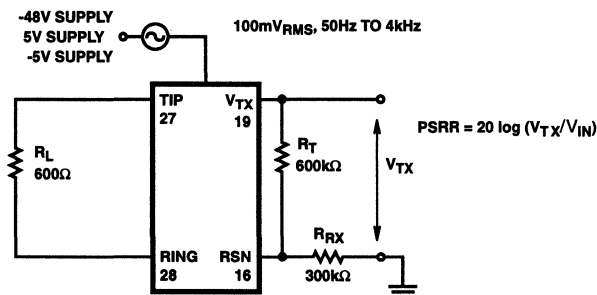 -48V SUPPLY
5V SUPPLY
-5V SUPPLY
100mVRMS, 50Hz TO 4kHz
TIP
27
VTX
19
PSRR = 20 log (VTX/VIN)
RL
600Ω
RT
600kΩ
VTX
RING
28
RSN
16
RRX
300kΩ